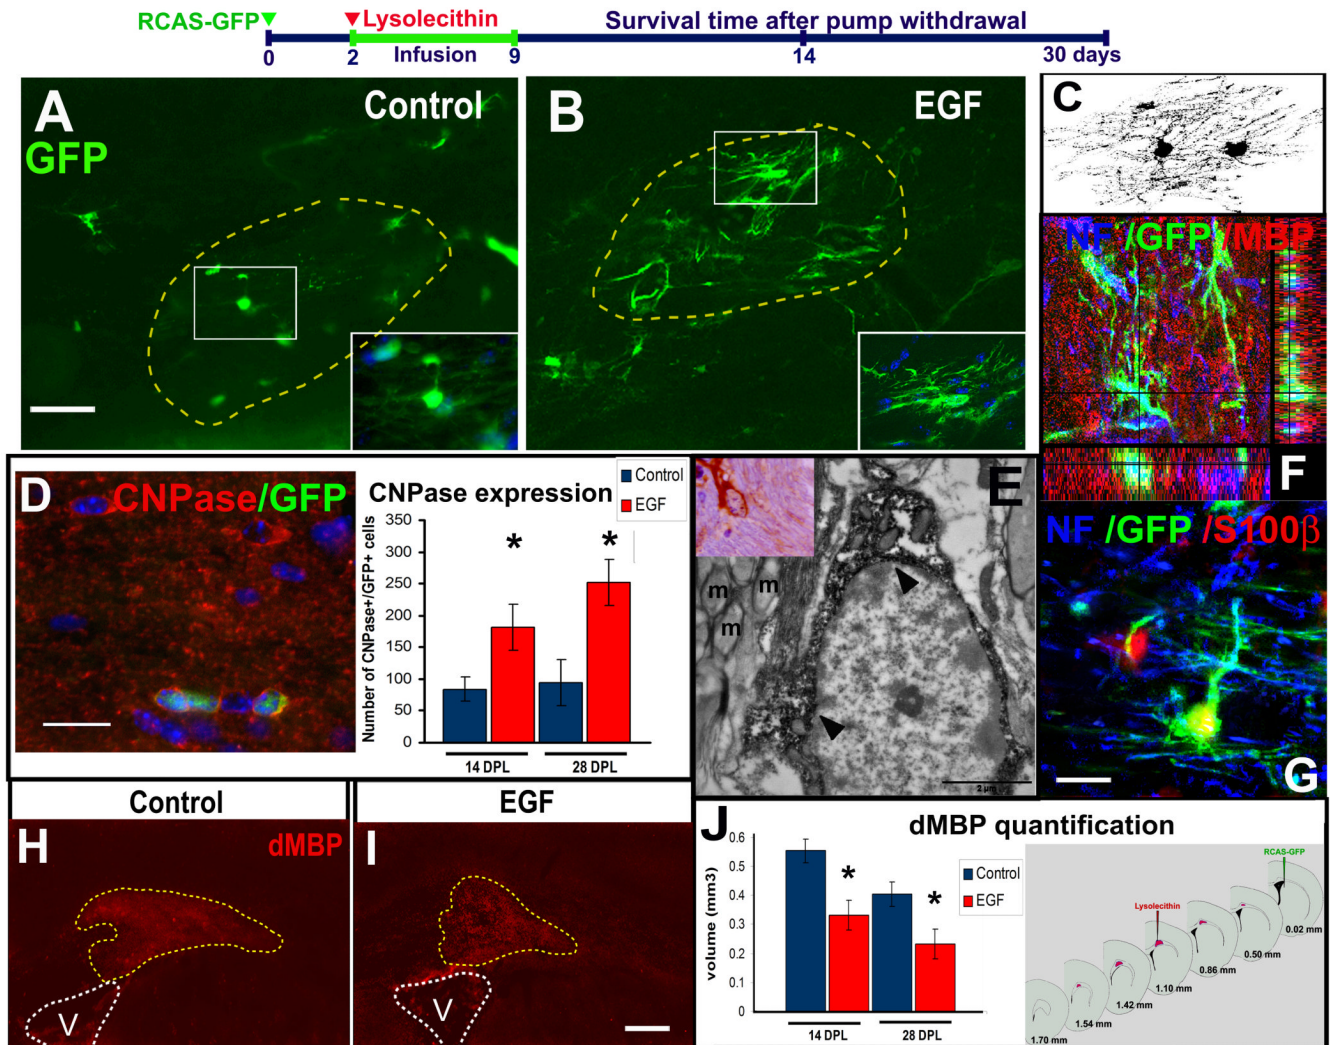 RCAS-GFP
Lysolecithin
Survival time after pump withdrawal
0
2
Infusion
9
14
30 days
A
Control
GFP
B
EGF
C
NF/GFP/MBP
F
D
CNPase/GFP
CNPase expression
Control
EGF
Number of CNPase+/GFP+ cells
350
300
250
200
150
100
50
0
*
*
14 DPL
28 DPL
E
m
m
m
2 µm
NF /GFP/S100β
G
Control
EGF
H
dMBP
V
I
V
J
dMBP quantification
volume (mm3)
0.6
0.5
0.4
0.3
0.2
0.1
0
*
*
Control
EGF
14 DPL
28 DPL
RCAS-GFP
Lysolecithin
0.02 mm
0.50 mm
0.86 mm
1.10 mm
1.42 mm
1.54 mm
1.70 mm